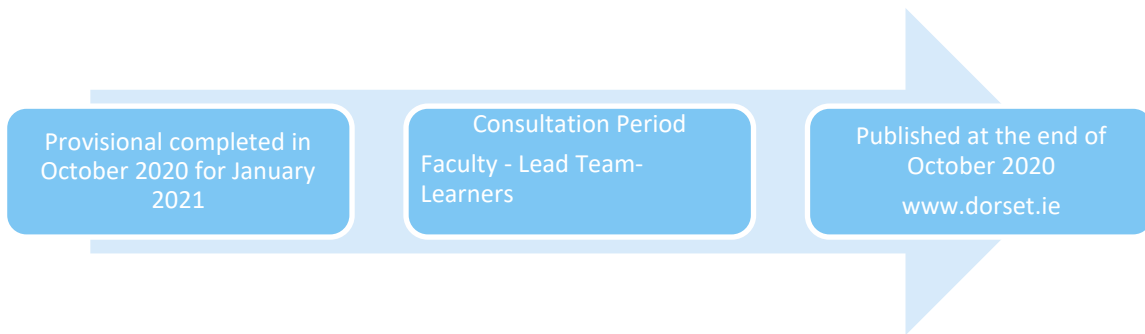 Provisional completed in
October 2020 for January
2021
Consultation Period
Faculty - Lead Team-
Learners
Published at the end of
October 2020
www.dorset.ie